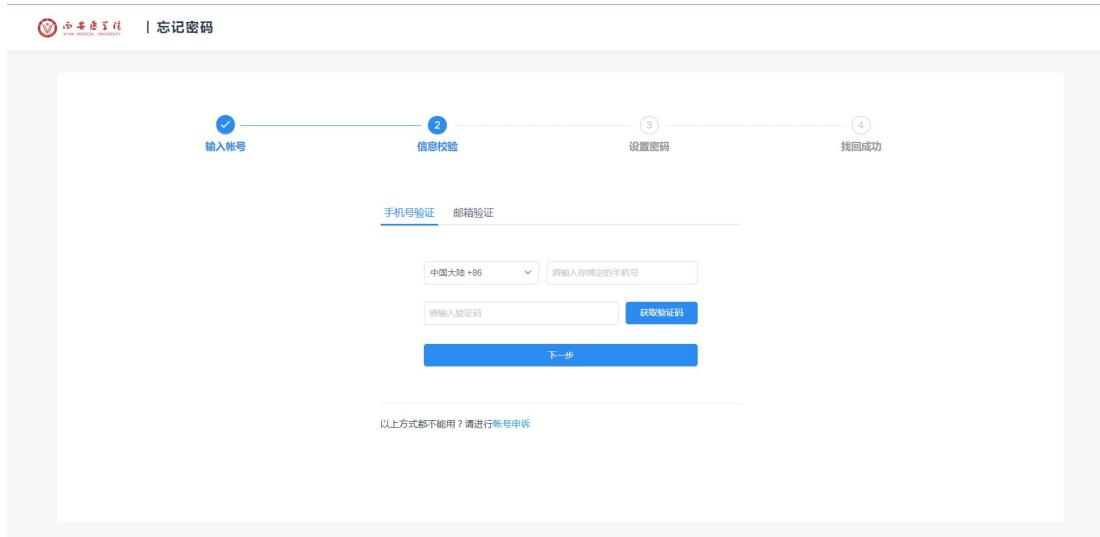 西安医学院
XI'AN MEDICAL UNIVERSITY
| 忘记密码
2 3 4
输入帐号 信息校验 设置密码 找回成功
手机号验证 邮箱验证
中国大陆 +86 请输入你绑定的手机号
请输入验证码 获取验证码
下一步
以上方式都不能用？请进行帐号申诉